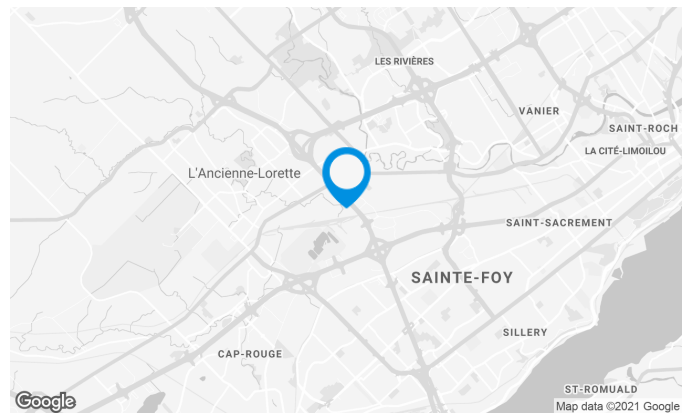 LES RIVIÈRES
VANIER
SAINT-ROCH
LA CITÉ-LIMOILOU
L'Ancienne-Lorette
SAINT-SACREMENT
SAINTE-FOY
SILLERY
CAP-ROUGE
ST-ROMUALD
Google
Map data ©2021 Google